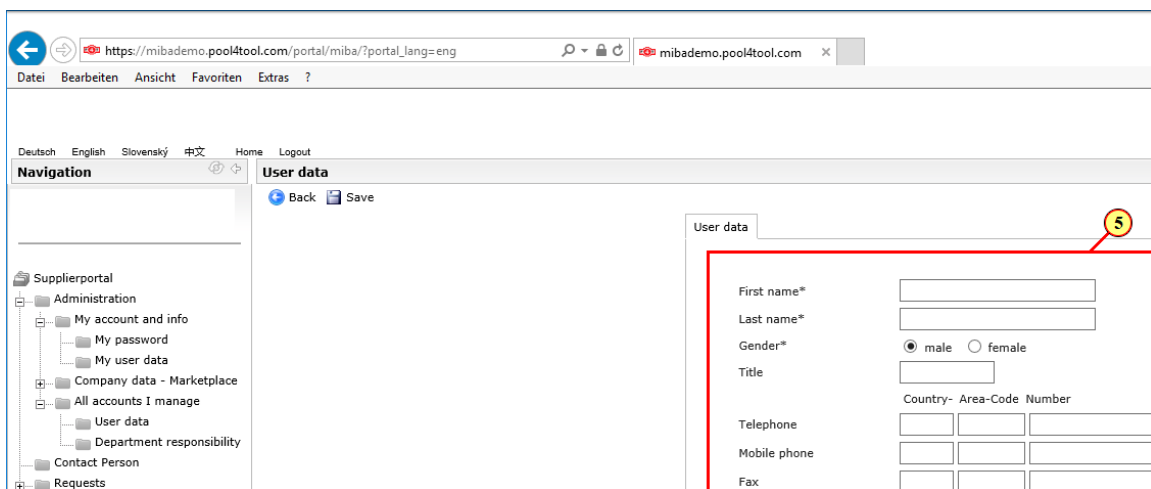 https://mibademo.pool4tool.com/portal/miba/?portal_lang=eng
mibademo.pool4tool.com
Datei Bearbeiten Ansicht Favoriten Extras ?
Deutsch English Slovenský 中文 Home Logout
Navigation
User data
Back Save
User data
5
Supplierportal
Administration
My account and info
My password
My user data
Company data - Marketplace
All accounts I manage
User data
Department responsibility
Contact Person
Requests
First name*
Last name*
Gender* male female
Title
Country- Area-Code Number
Telephone
Mobile phone
Fax